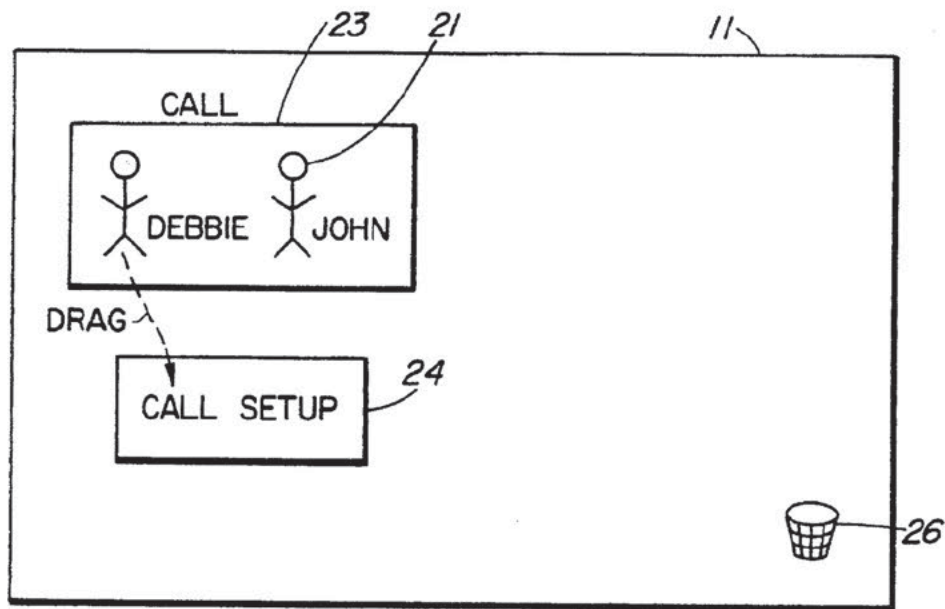 23
21
11
CALL
DEBBIE
JOHN
DRAG
24
CALL SETUP
26